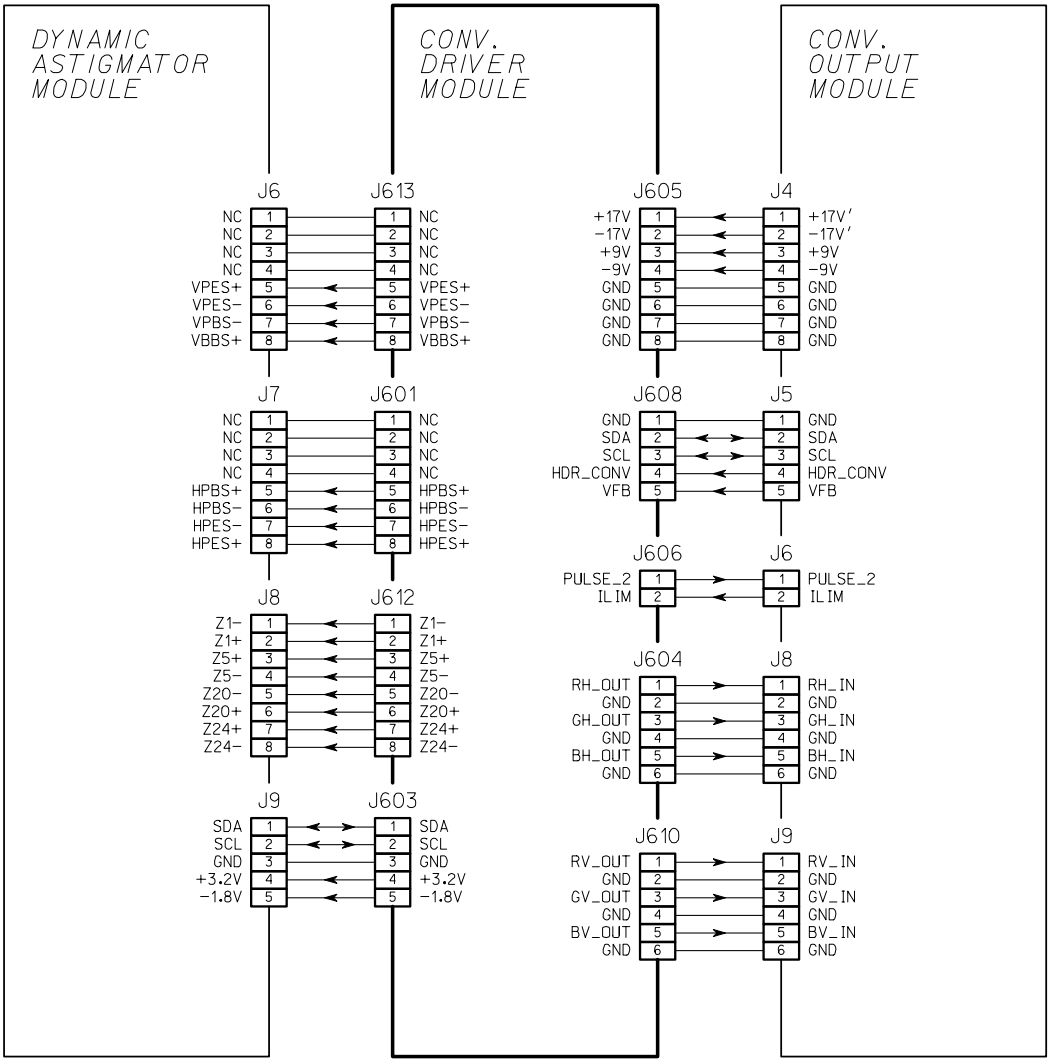 DYNAMIC
ASTIGMATOR
MODULE
CONV.
DRIVER
MODULE
CONV.
OUTPUT
MODULE
J6 J613
NC 1 1 NC
NC 2 2 NC
NC 3 3 NC
NC 4 4 NC
VPES+ 5 5 VPES+
VPES- 6 6 VPES-
VPBS- 7 7 VPBS-
VBBS+ 8 8 VBBS+
J7 J601
NC 1 1 NC
NC 2 2 NC
NC 3 3 NC
NC 4 4 NC
HPBS+ 5 5 HPBS+
HPBS- 6 6 HPBS-
HPES- 7 7 HPES-
HPES+ 8 8 HPES+
J8 J612
Z1- 1 1 Z1-
Z1+ 2 2 Z1+
Z5+ 3 3 Z5+
Z5- 4 4 Z5-
Z20- 5 5 Z20-
Z20+ 6 6 Z20+
Z24+ 7 7 Z24+
Z24- 8 8 Z24-
J9 J603
SDA 1 1 SDA
SCL 2 2 SCL
GND 3 3 GND
+3.2V 4 4 +3.2V
-1.8V 5 5 -1.8V
J605 J4
+17V 1 1 +17V'
-17V 2 2 -17V'
+9V 3 3 +9V
-9V 4 4 -9V
GND 5 5 GND
GND 6 6 GND
GND 7 7 GND
GND 8 8 GND
J608 J5
GND 1 1 GND
SDA 2 2 SDA
SCL 3 3 SCL
HDR_CONV 4 4 HDR_CONV
VFB 5 5 VFB
J606 J6
PULSE_2 1 1 PULSE_2
ILIM 2 2 ILIM
J604 J8
RH_OUT 1 1 RH_IN
GND 2 2 GND
GH_OUT 3 3 GH_IN
GND 4 4 GND
BH_OUT 5 5 BH_IN
GND 6 6 GND
J610 J9
RV_OUT 1 1 RV_IN
GND 2 2 GND
GV_OUT 3 3 GV_IN
GND 4 4 GND
BV_OUT 5 5 BV_IN
GND 6 6 GND